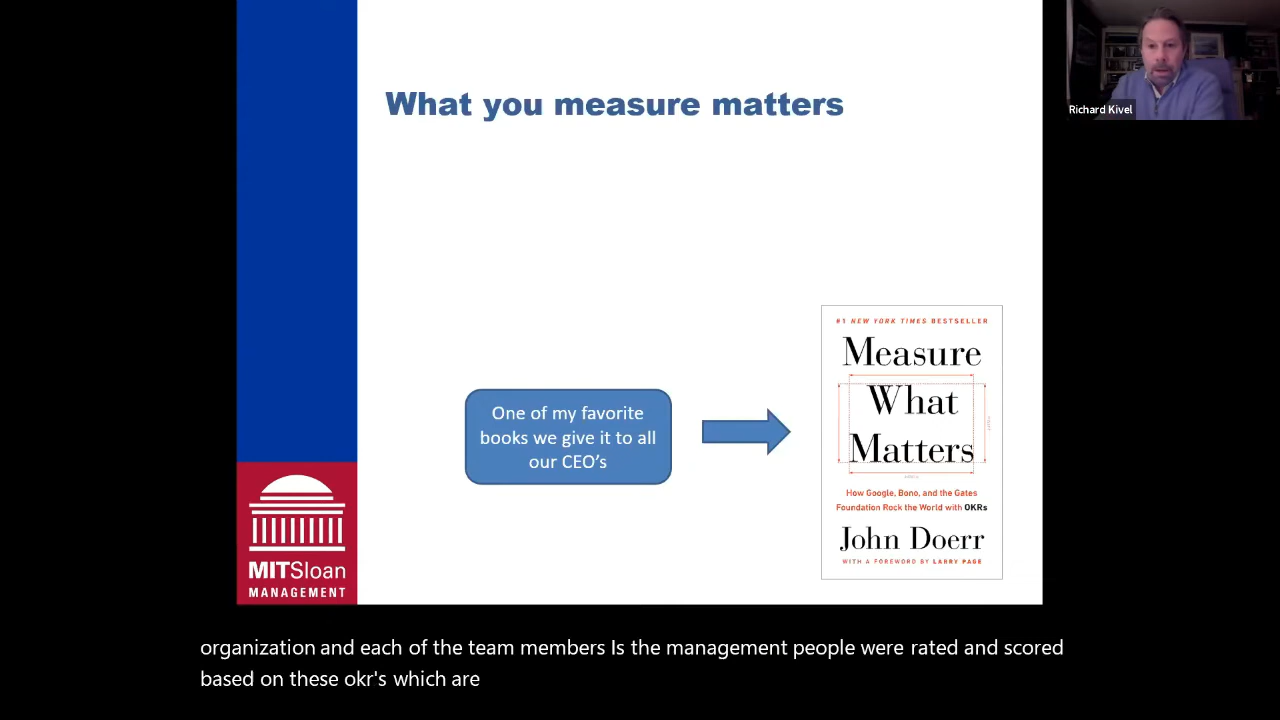 What you measure matters
Richard Kivel
#1 NEW YORK TIMES BESTSELLER
Measure
What
Matters
How Google, Bono, and the Gates
Foundation Rock the World with OKRs
John Doerr
WITH A FOREWORD BY LARRY PAGE
One of my favorite
books we give it to all
our CEO's
MITSloan
MANAGEMENT
organization and each of the team members Is the management people were rated and scored
based on these okr's which are